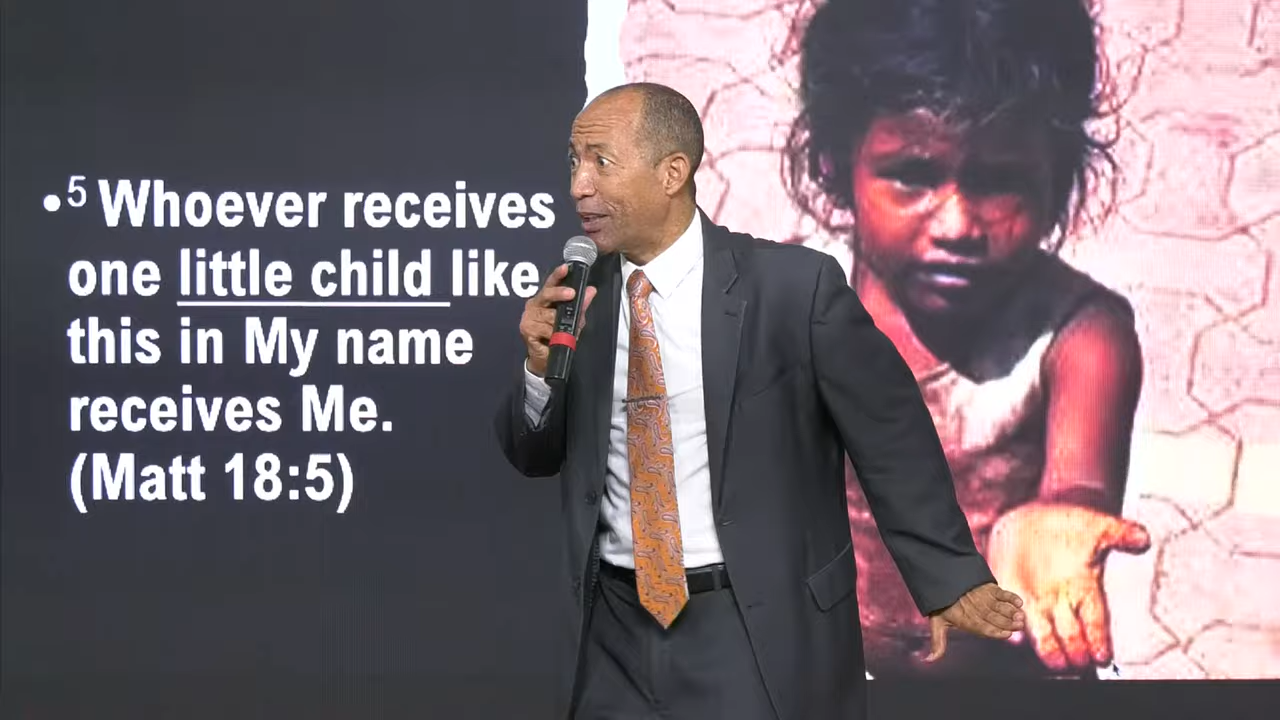 •⁵ Whoever receives
one little child like
this in My name
receives Me.
(Matt 18:5)